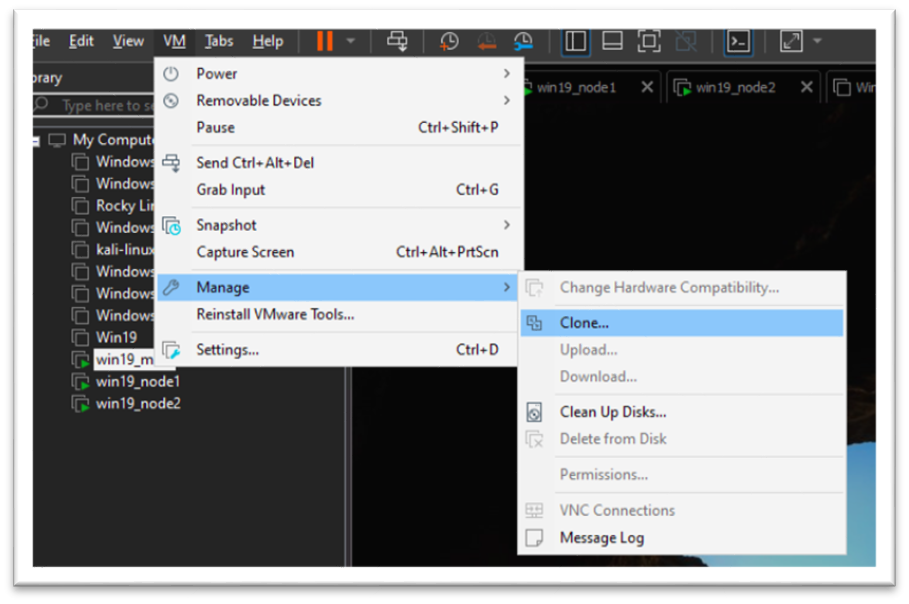 ile Edit View VM Tabs Help
brary
Type here to se
win19_node1
win19_node2
Win
My Compute
Windows
Windows
Rocky Lin
Windows
kali-linux
Windows
Windows
Windows
Win19
win19_m
win19_node1
win19_node2
Power
Removable Devices
Pause Ctrl+Shift+P
Send Ctrl+Alt+Del
Grab Input Ctrl+G
Snapshot
Capture Screen Ctrl+Alt+PrtScn
Manage
Reinstall VMware Tools...
Settings... Ctrl+D
Change Hardware Compatibility...
Clone...
Upload...
Download...
Clean Up Disks...
Delete from Disk
Permissions...
VNC Connections
Message Log